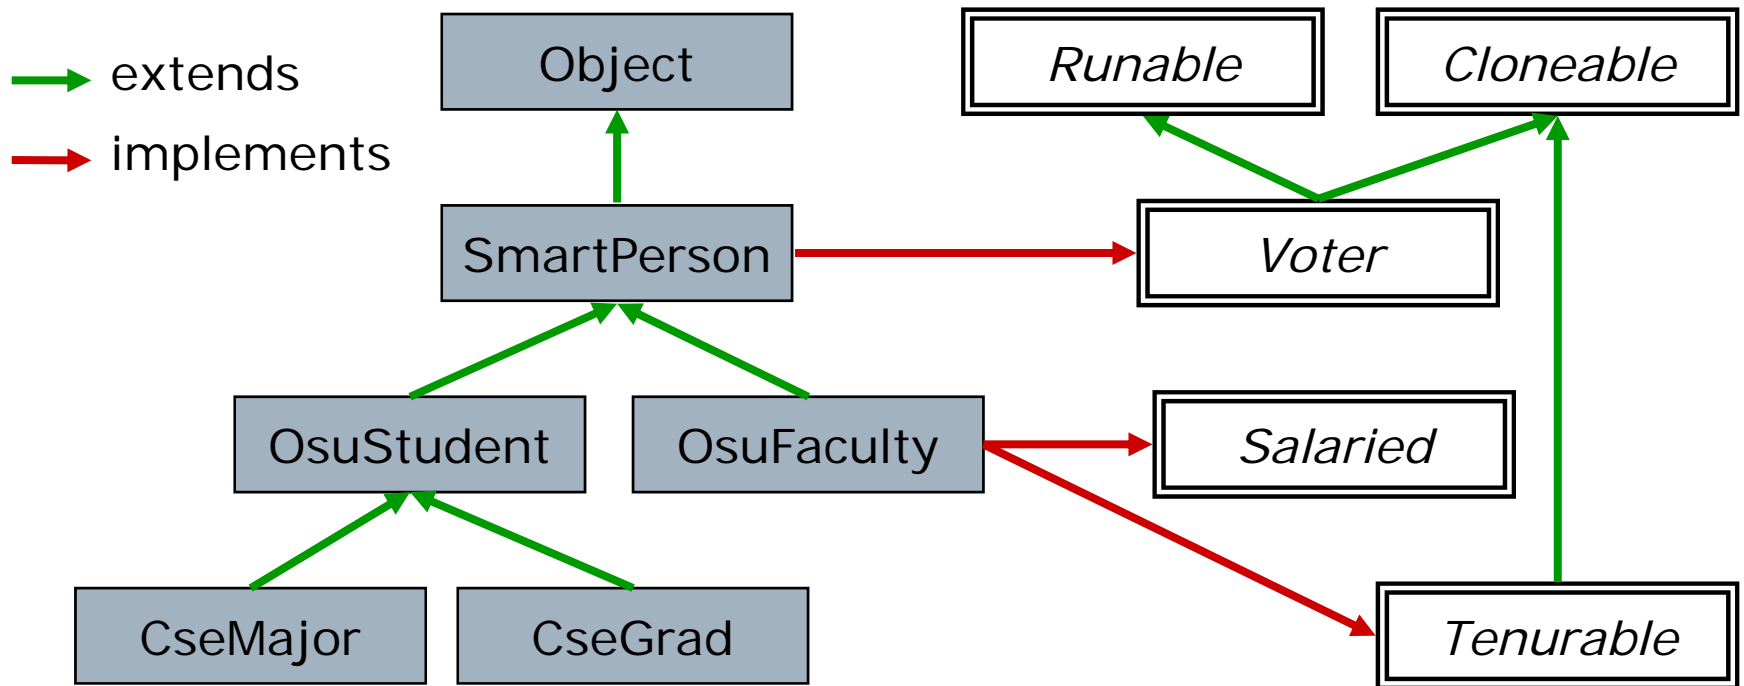 extends
implements
Object
Runable
Cloneable
SmartPerson
Voter
OsuStudent
OsuFaculty
Salaried
CseMajor
CseGrad
Tenurable